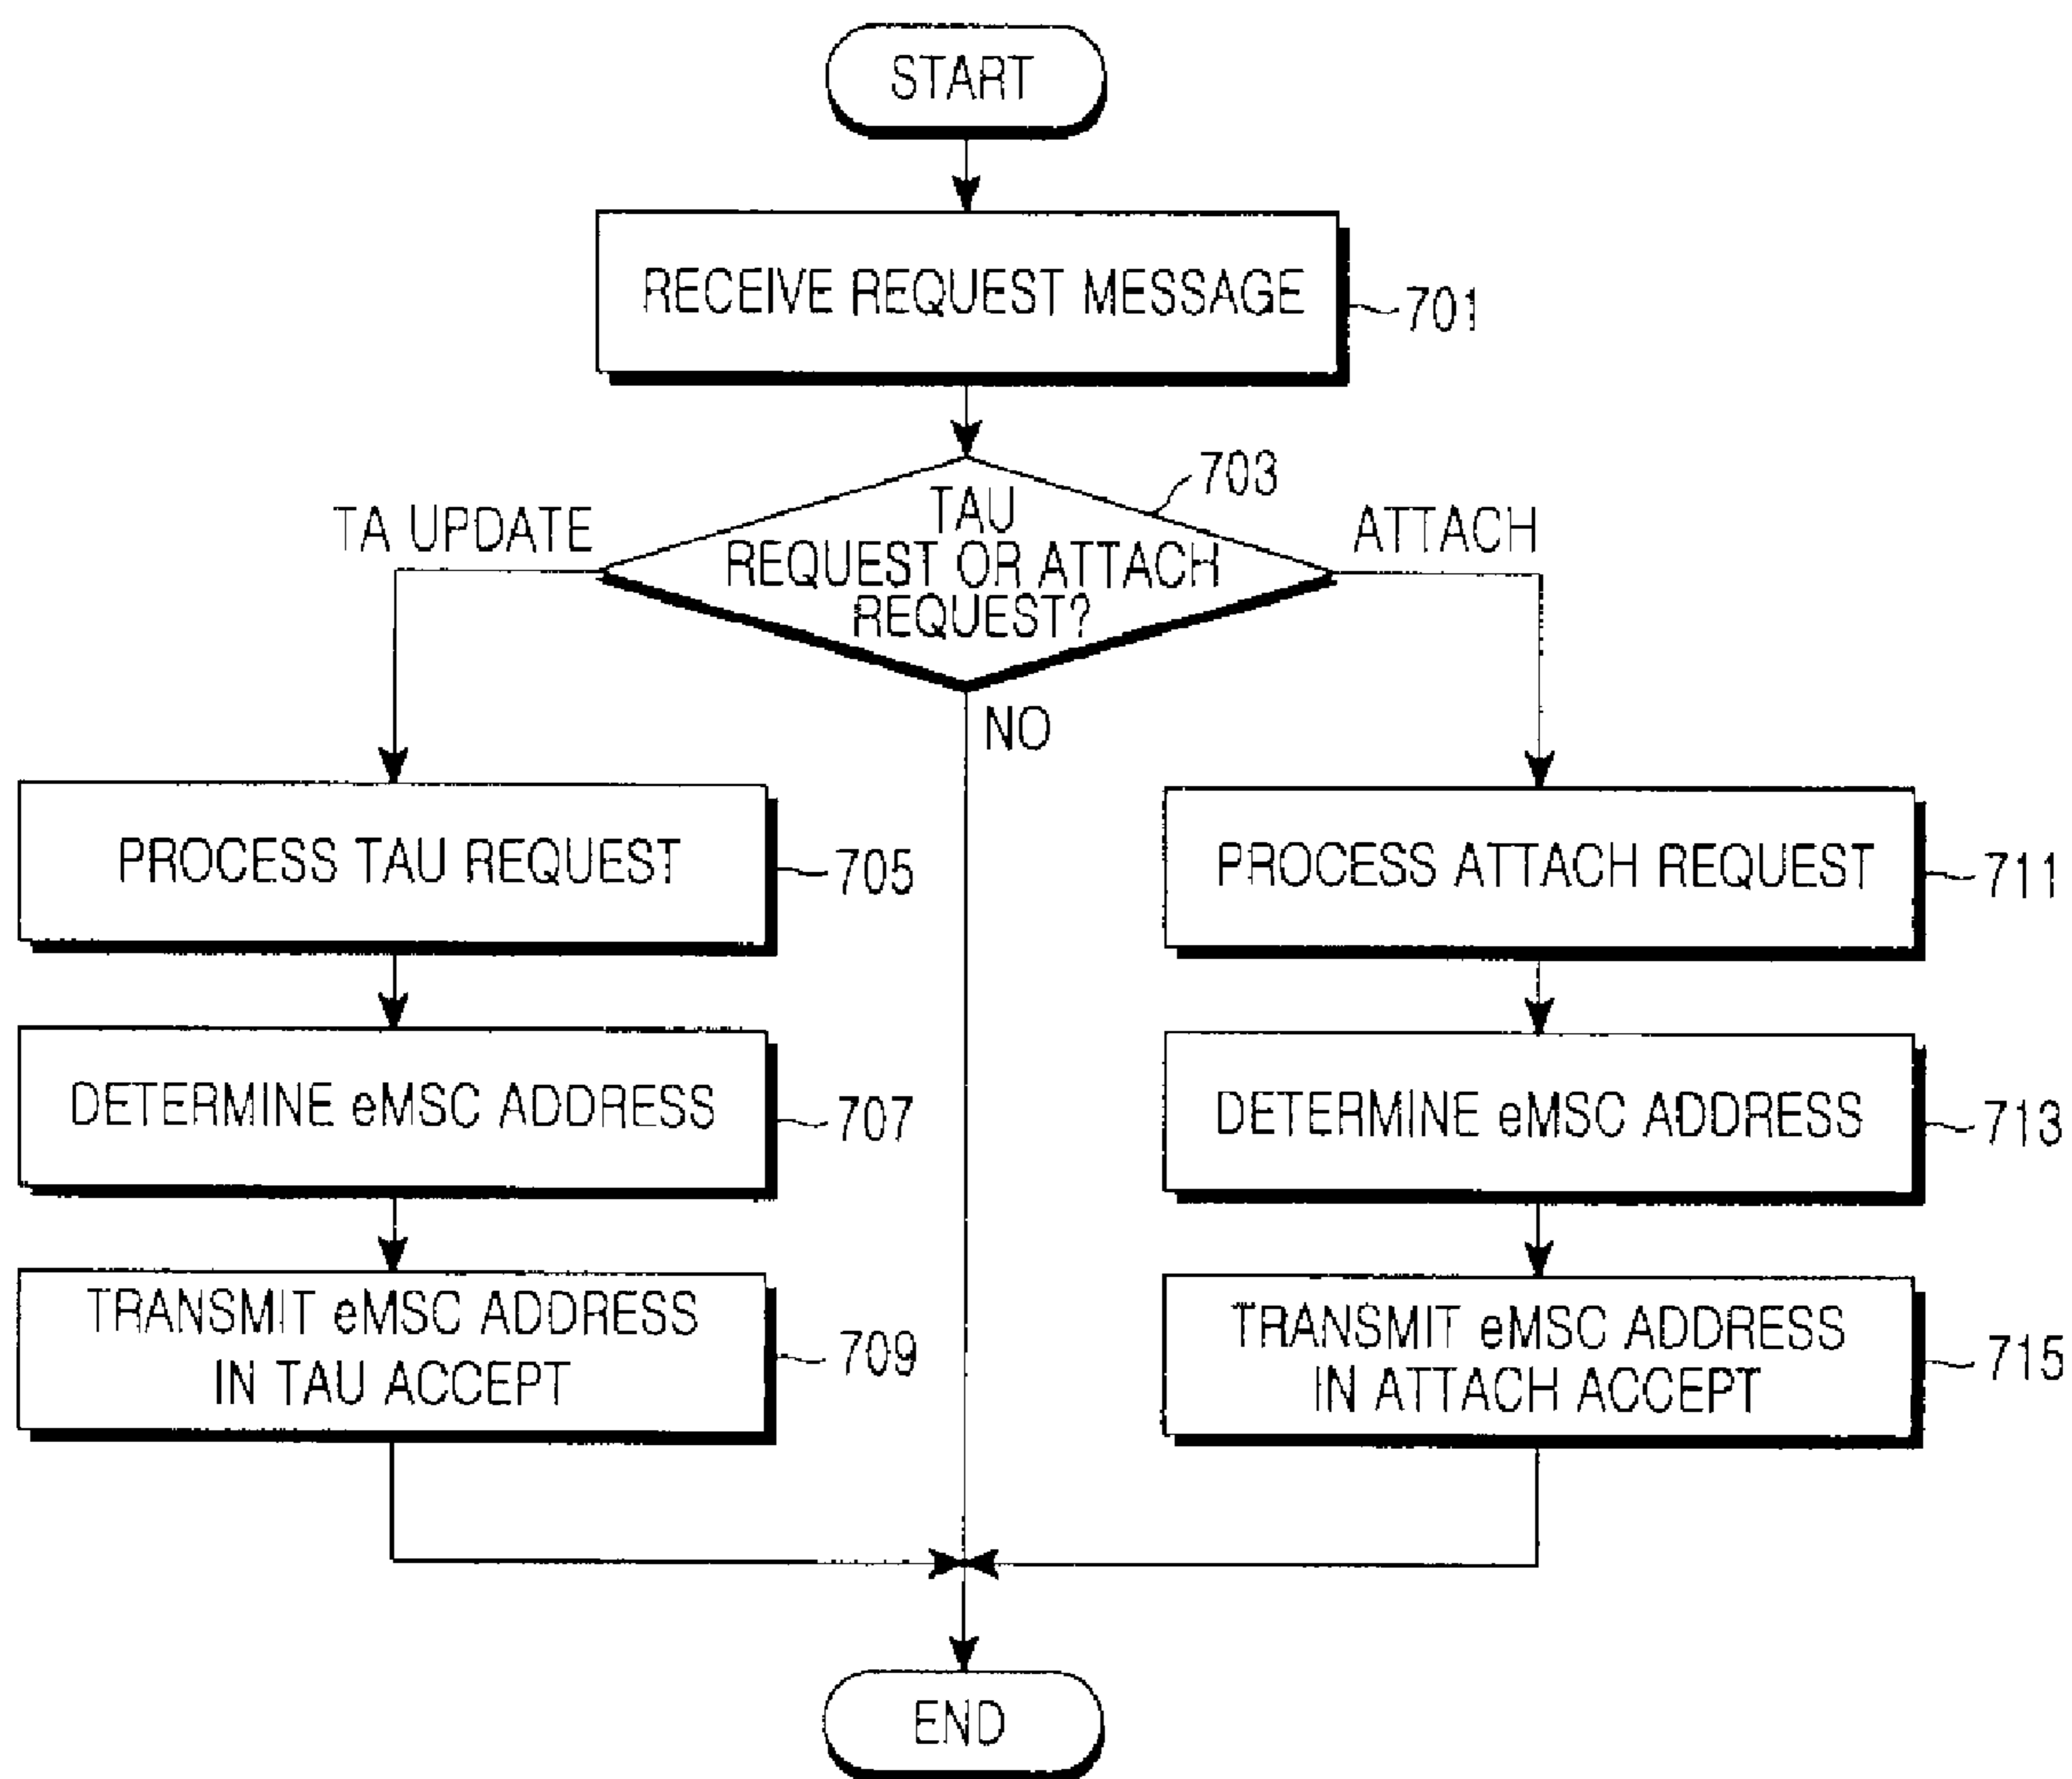 START
RECEIVE REQUEST MESSAGE
701
703
TA UPDATE
TAU
REQUEST OR ATTACH
REQUEST?
ATTACH
NO
PROCESS TAU REQUEST
705
PROCESS ATTACH REQUEST
711
DETERMINE eMSC ADDRESS
707
DETERMINE eMSC ADDRESS
713
TRANSMIT eMSC ADDRESS
IN TAU ACCEPT
709
TRANSMIT eMSC ADDRESS
IN ATTACH ACCEPT
715
END